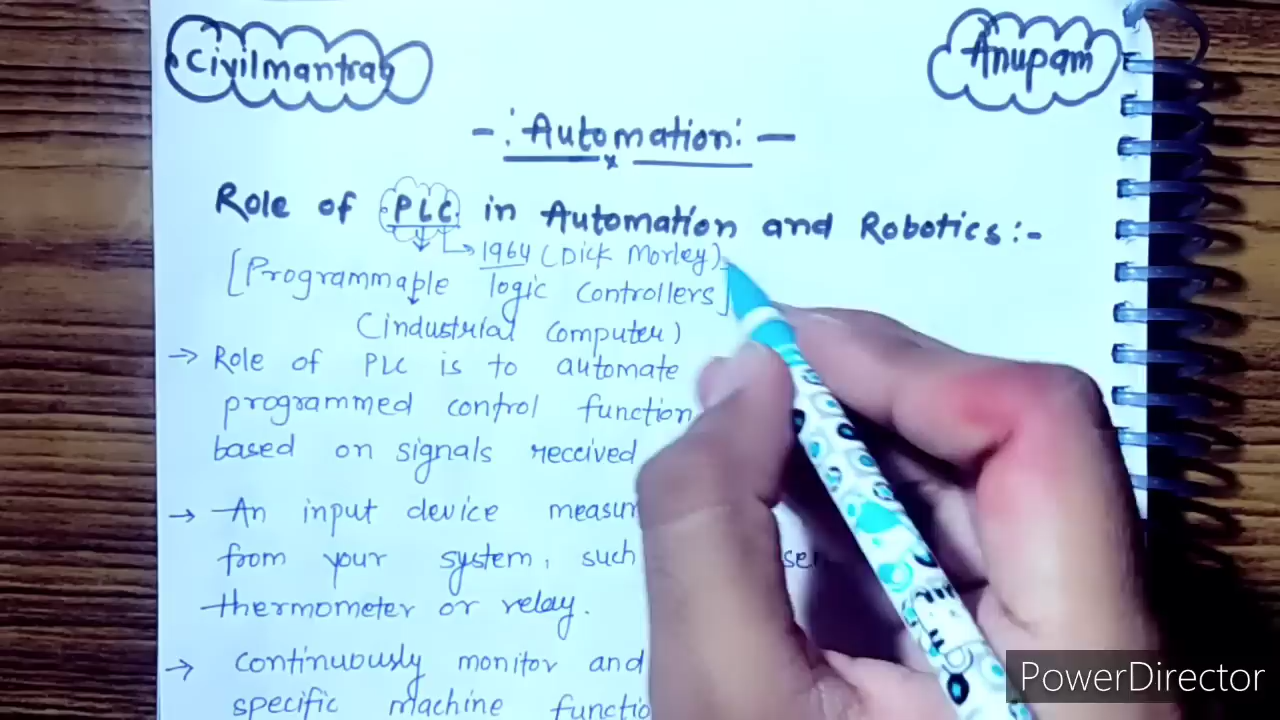 Civilmantrag
Anupam
-: Automation: -
x
Role of PLC in Automation and Robotics:-
→ 1964 (Dick Morley)
[Programmable logic Controllers]
(industrial Computer)
→ Role of PLC is to automate
programmed control function
based on signals received
→ An input device
from your system, such
thermometer or relay.
→ Continuously monitor and
specific machine
PowerDirector